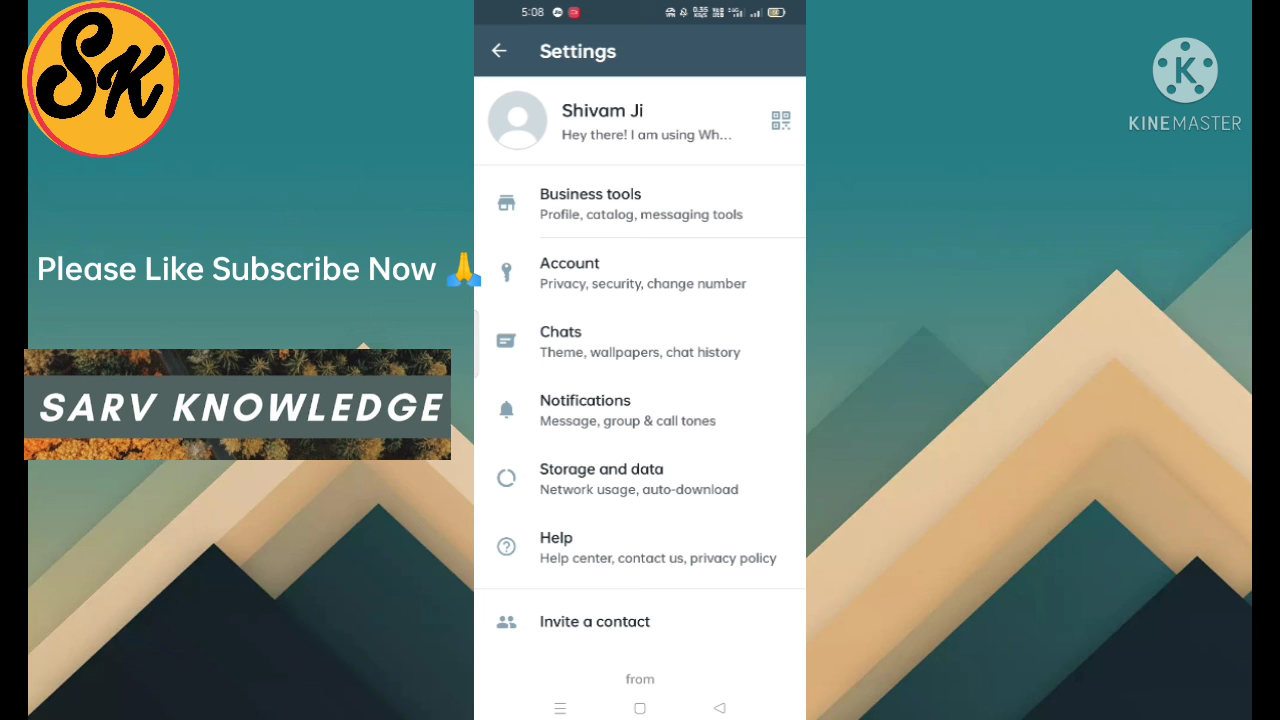 SK
Please Like Subscribe Now 🙏
SARV KNOWLEDGE
5:08
Settings
Shivam Ji
Hey there! I am using Wh...
Business tools
Profile, catalog, messaging tools
Account
Privacy, security, change number
Chats
Theme, wallpapers, chat history
Notifications
Message, group & call tones
Storage and data
Network usage, auto-download
Help
Help center, contact us, privacy policy
Invite a contact
from
K
KINEMASTER